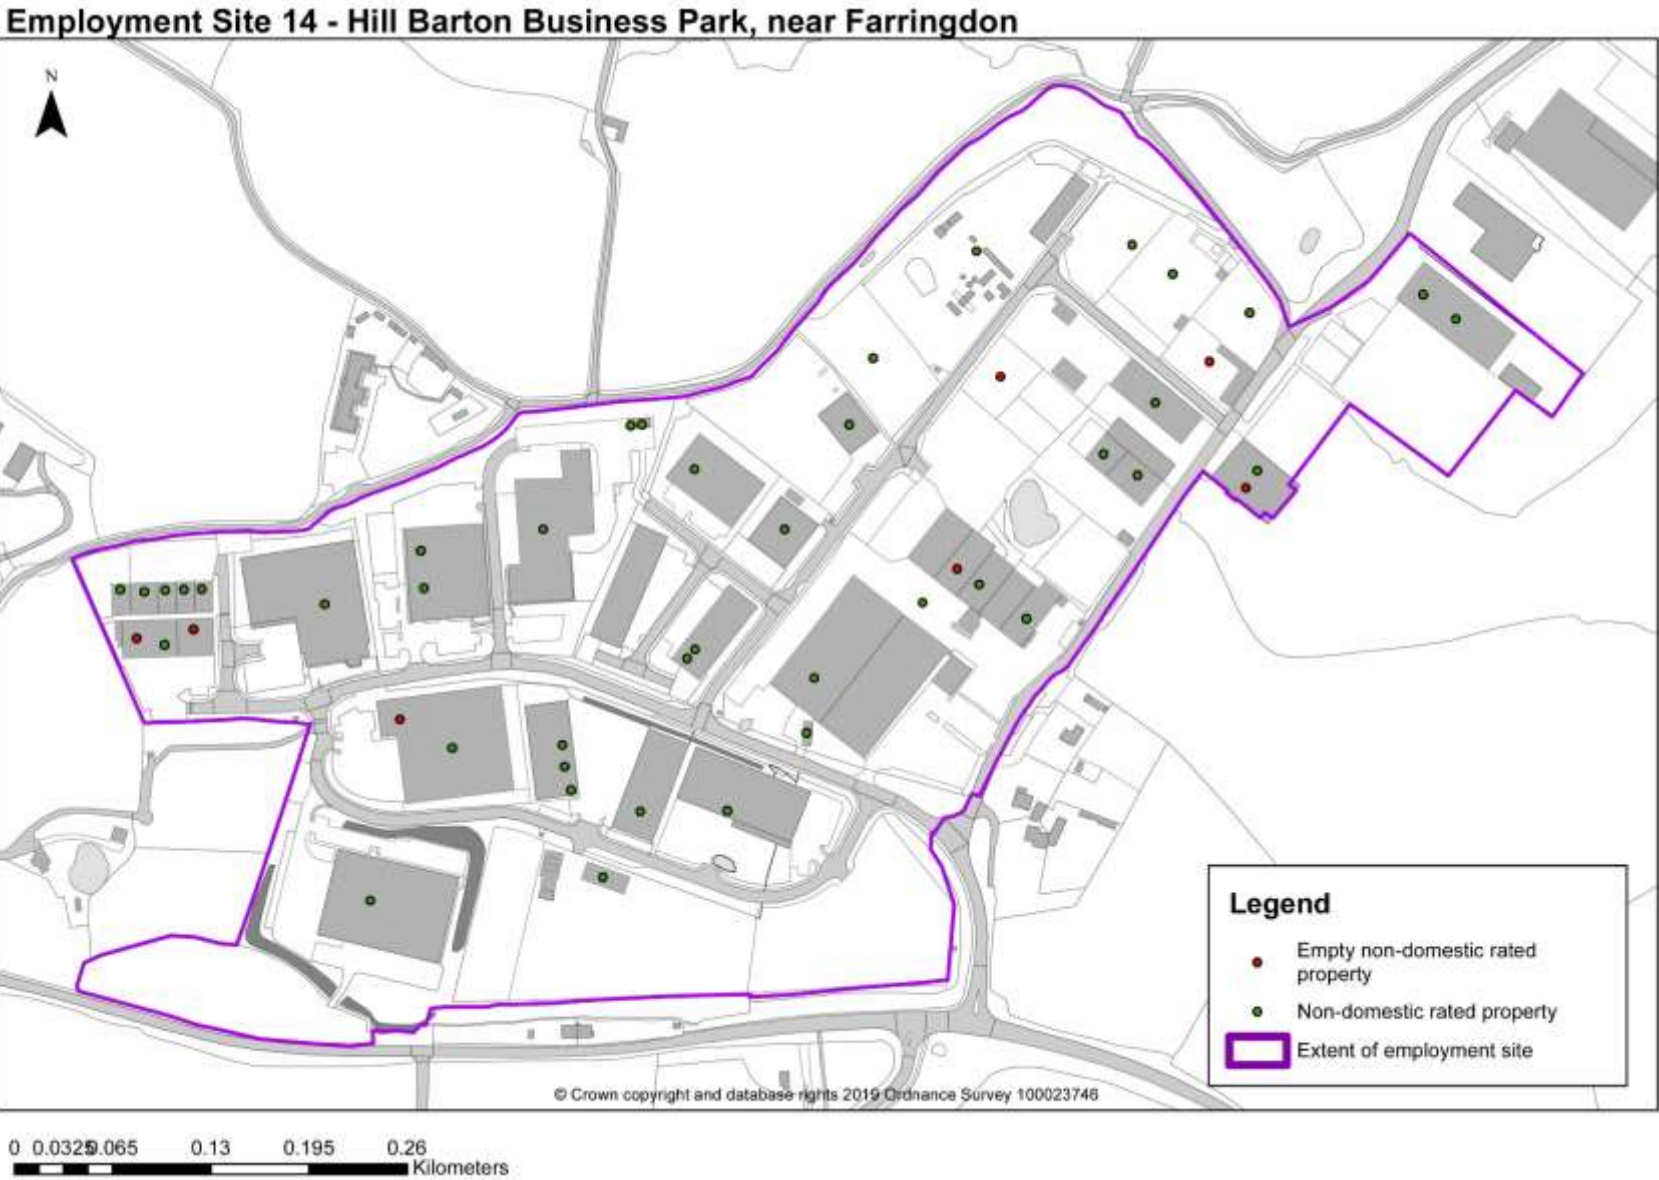 Employment Site 14 - Hill Barton Business Park, near Farringdon
N
Legend
Empty non-domestic rated
property
Non-domestic rated property
Extent of employment site
© Crown copyright and database rights 2019 Ordnance Survey 100023746
0 0.0325 0.065 0.13 0.195 0.26
Kilometers